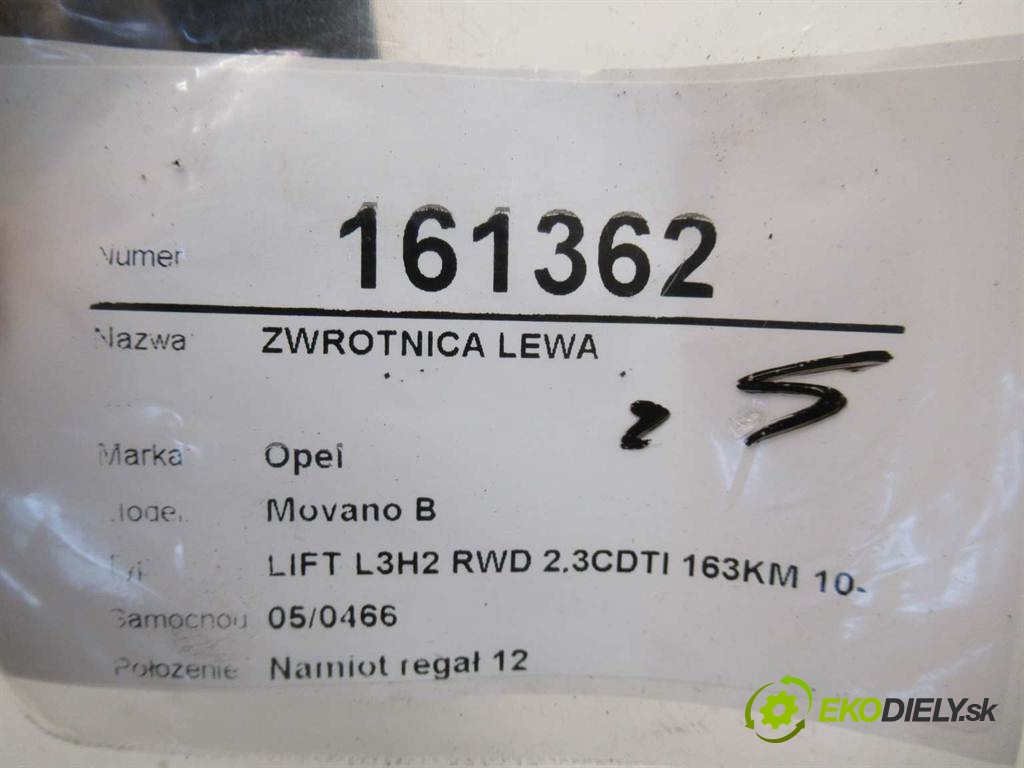 Numer 161362
Nazwa ZWROTNICA LEWA
2 5
Marka Opel
Model Movano B
LIFT L3H2 RWD 2.3CDTI 163KM 10-
Samochod 05/0466
Położenie Namiot regał 12
EKODIELY.sk